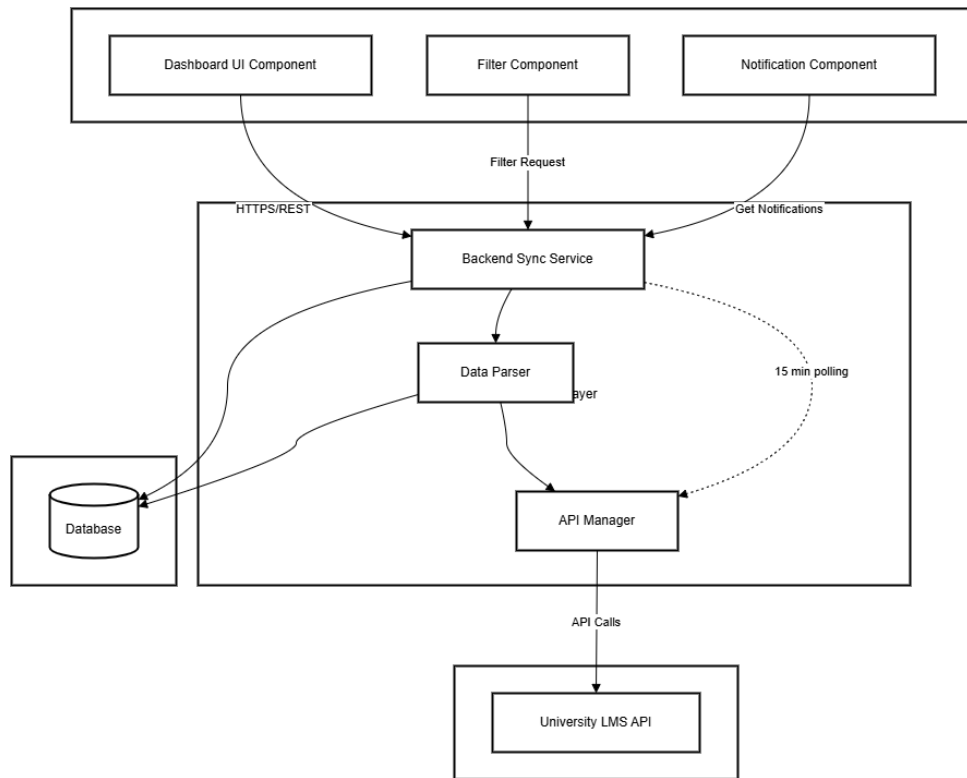 Dashboard UI Component
Filter Component
Notification Component
Filter Request
HTTPS/REST
Get Notifications
Backend Sync Service
Data Parser
15 min polling
ayer
Database
API Manager
API Calls
University LMS API